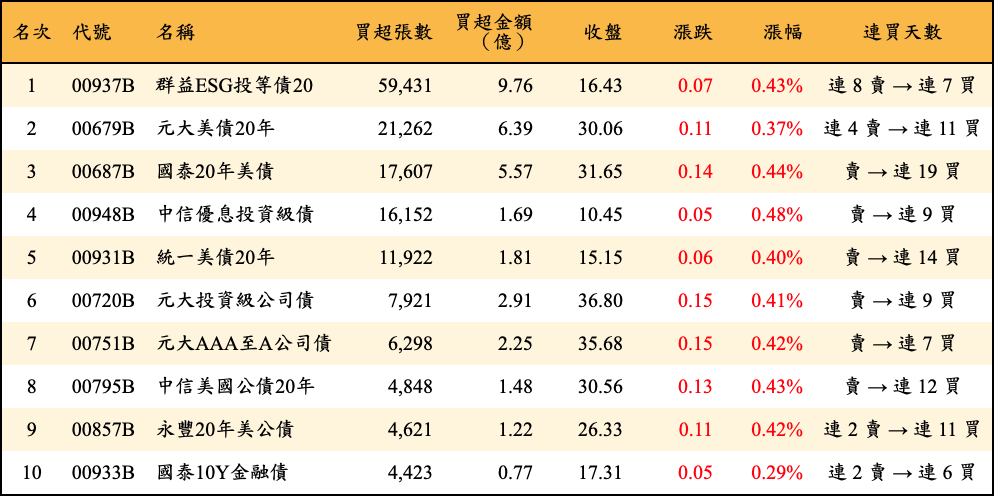 名次 代號 名稱 買超張數 買超金額（億） 收盤 漲跌 漲幅 連買天數
1 00937B 群益ESG投等債20 59,431 9.76 16.43 0.07 0.43% 連 8 賣 → 連 7 買
2 00679B 元大美債20年 21,262 6.39 30.06 0.11 0.37% 連 4 賣 → 連 11 買
3 00687B 國泰20年美債 17,607 5.57 31.65 0.14 0.44% 賣 → 連 19 買
4 00948B 中信優息投資級債 16,152 1.69 10.45 0.05 0.48% 賣 → 連 9 買
5 00931B 統一美債20年 11,922 1.81 15.15 0.06 0.40% 賣 → 連 14 買
6 00720B 元大投資級公司債 7,921 2.91 36.80 0.15 0.41% 賣 → 連 9 買
7 00751B 元大AAA至A公司債 6,298 2.25 35.68 0.15 0.42% 賣 → 連 7 買
8 00795B 中信美國公債20年 4,848 1.48 30.56 0.13 0.43% 賣 → 連 12 買
9 00857B 永豐20年美公債 4,621 1.22 26.33 0.11 0.42% 連 2 賣 → 連 11 買
10 00933B 國泰10Y金融債 4,423 0.77 17.31 0.05 0.29% 連 2 賣 → 連 6 買